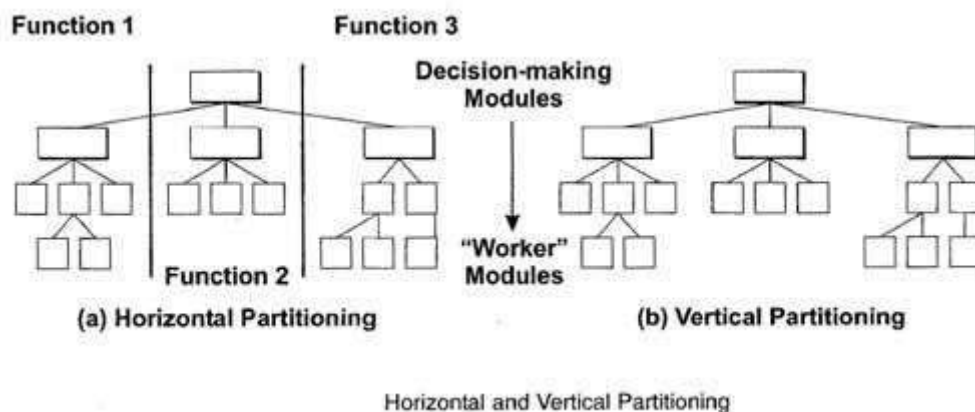 Function 1
Function 3
Decision-making
Modules
Function 2
“Worker”
Modules
(a) Horizontal Partitioning
(b) Vertical Partitioning
Horizontal and Vertical Partitioning